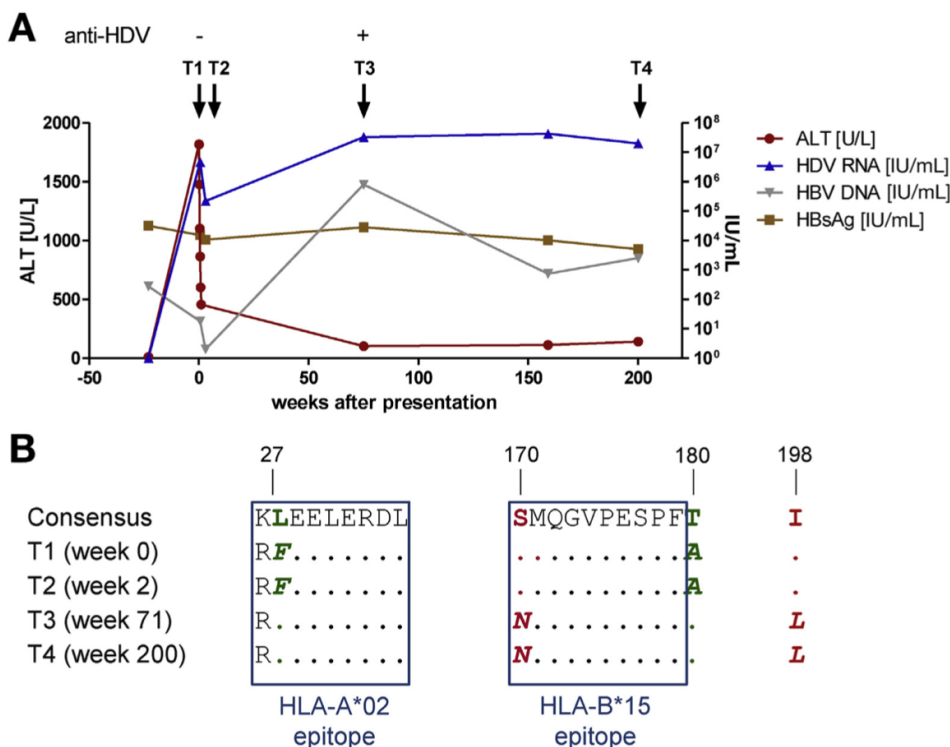 A
anti-HDV - +
T1 T2 T3 T4
2000 10⁸
10⁷
1500 10⁶
10⁵
1000 10⁴
10³
500 10²
10¹
0 10⁰
ALT [U/L]
IU/mL
-50 0 50 100 150 200
weeks after presentation
ALT [U/L]
HDV RNA [IU/mL]
HBV DNA [IU/mL]
HBsAg [IU/mL]
B
27 170 180 198
Consensus KLEELERDL SMQGVPESPFT I
T1 (week 0) RF....... ..........A .
T2 (week 2) RF....... ..........A .
T3 (week 71) R........ N.......... L
T4 (week 200) R........ N.......... L
HLA-A*02 HLA-B*15
epitope epitope